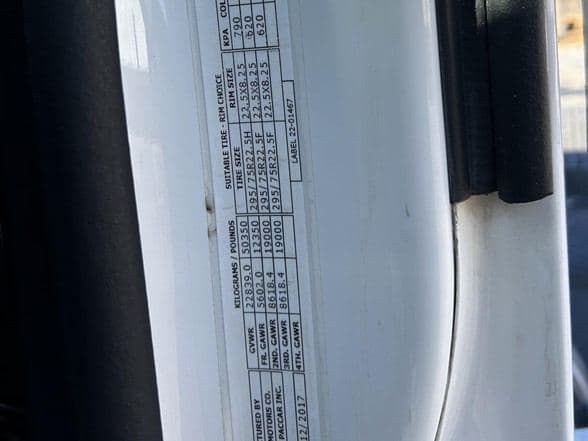 KILOGRAMS / POUNDS SUITABLE TIRE - RIM CHOICE
TURED BY GVWR 22839.0 50350 TIRE SIZE RIM SIZE KPA COL
MOTORS CO. FR. GAWR 5602.0 12350 295/75R22.5H 22.5X8.25 790
PACCAR INC. 2ND. GAWR 8618.4 19000 295/75R22.5F 22.5X8.25 620
3RD. GAWR 8618.4 19000 295/75R22.5F 22.5X8.25 620
12/2017 4TH. GAWR LABEL 22-01467